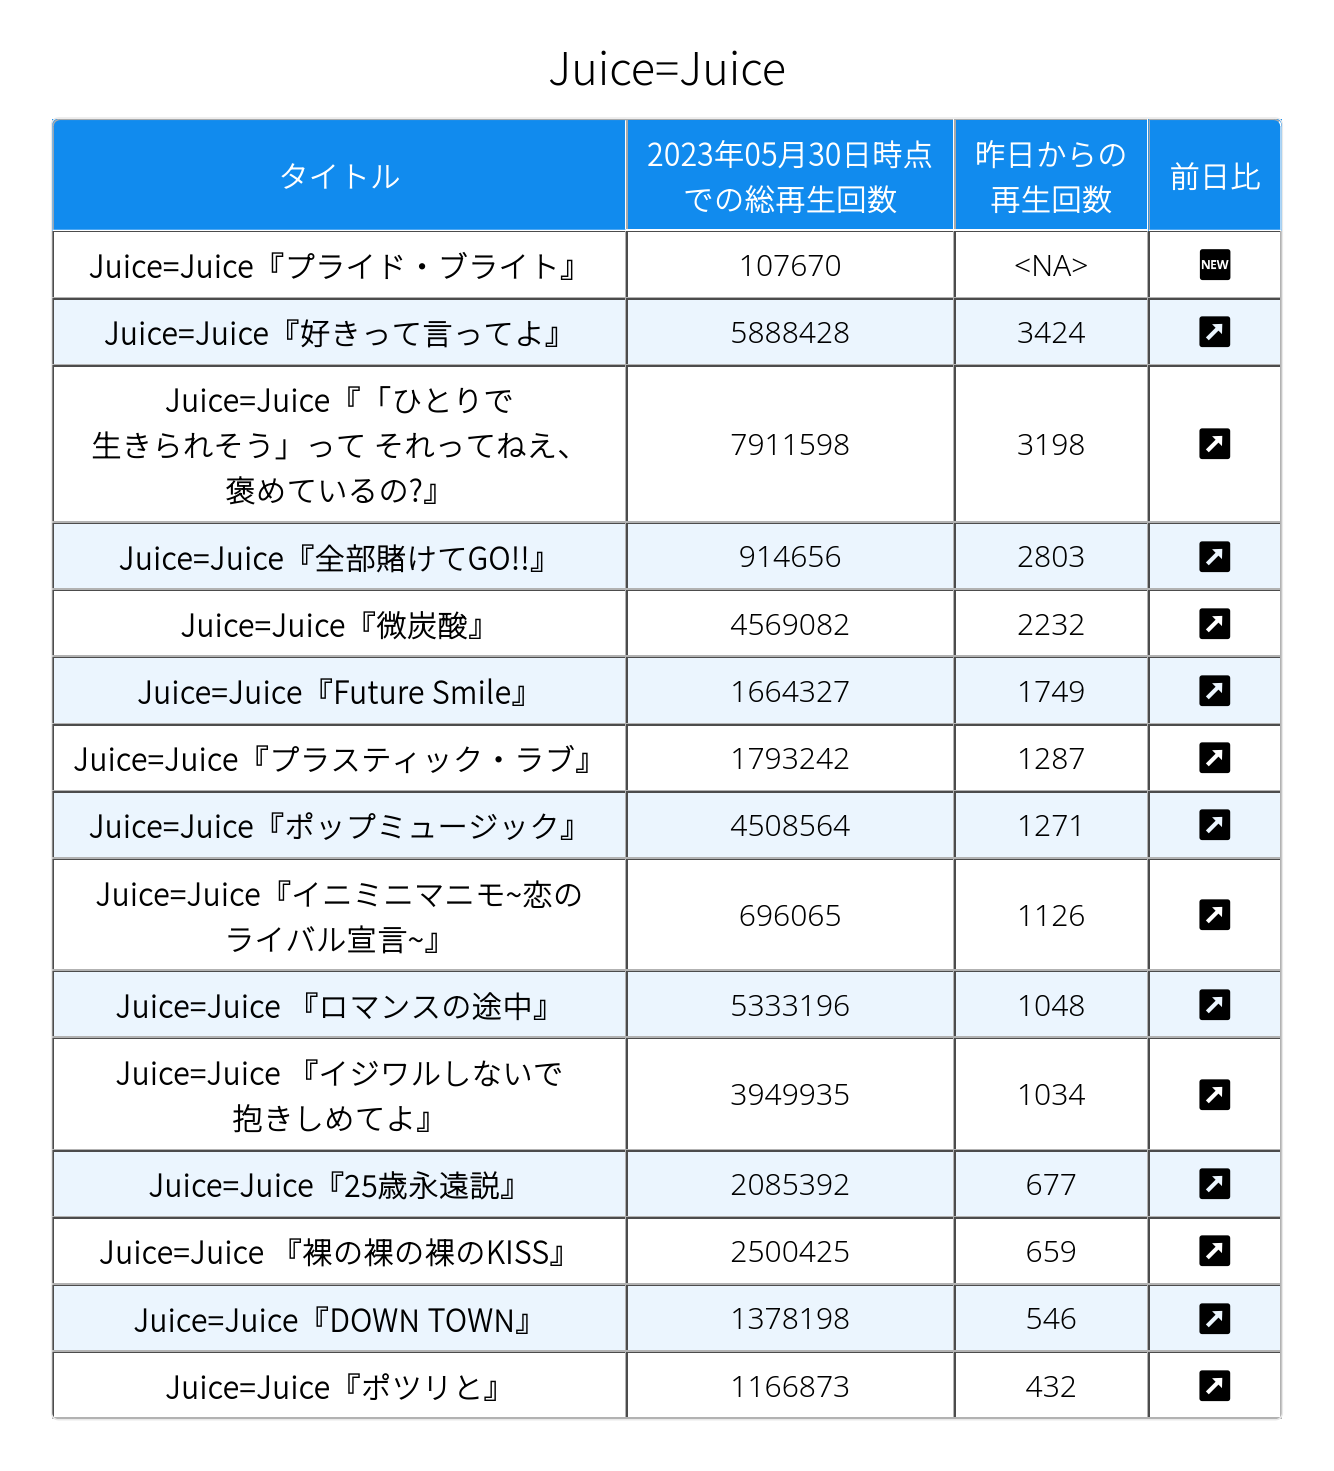 Juice=Juice
タイトル
2023年05月30日時点
での総再生回数
昨日からの
再生回数
前日比
Juice=Juice『プライド・ブライト』
107670
<NA>
NEW
Juice=Juice『好きって言ってよ』
5888428
3424
Juice=Juice『「ひとりで
生きられそう」って それってねえ、
褒めているの?』
7911598
3198
Juice=Juice『全部賭けてGO!!』
914656
2803
Juice=Juice『微炭酸』
4569082
2232
Juice=Juice『Future Smile』
1664327
1749
Juice=Juice『プラスティック・ラブ』
1793242
1287
Juice=Juice『ポップミュージック』
4508564
1271
Juice=Juice『イニミニマニモ~恋の
ライバル宣言~』
696065
1126
Juice=Juice 『ロマンスの途中』
5333196
1048
Juice=Juice 『イジワルしないで
抱きしめてよ』
3949935
1034
Juice=Juice『25歳永遠説』
2085392
677
Juice=Juice 『裸の裸の裸のKISS』
2500425
659
Juice=Juice『DOWN TOWN』
1378198
546
Juice=Juice『ポツリと』
1166873
432